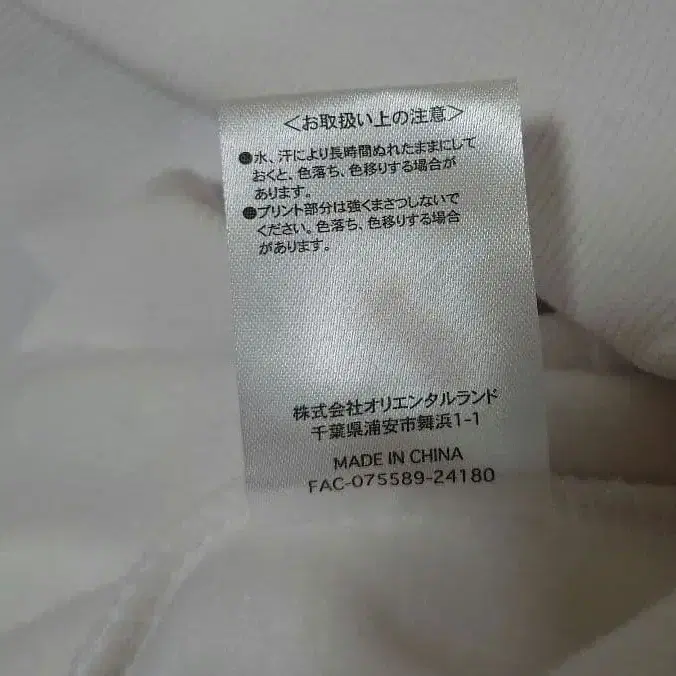 ＜お取扱い上の注意＞
●水、汗により長時間ぬれたままにして
おくと、色落ち、色移りする場合が
あります。
●プリント部分は強くまさつしないで
ください。色落ち、色移りする場合
があります。
株式会社オリエンタルランド
千葉県浦安市舞浜1-1
MADE IN CHINA
FAC-075589-24180